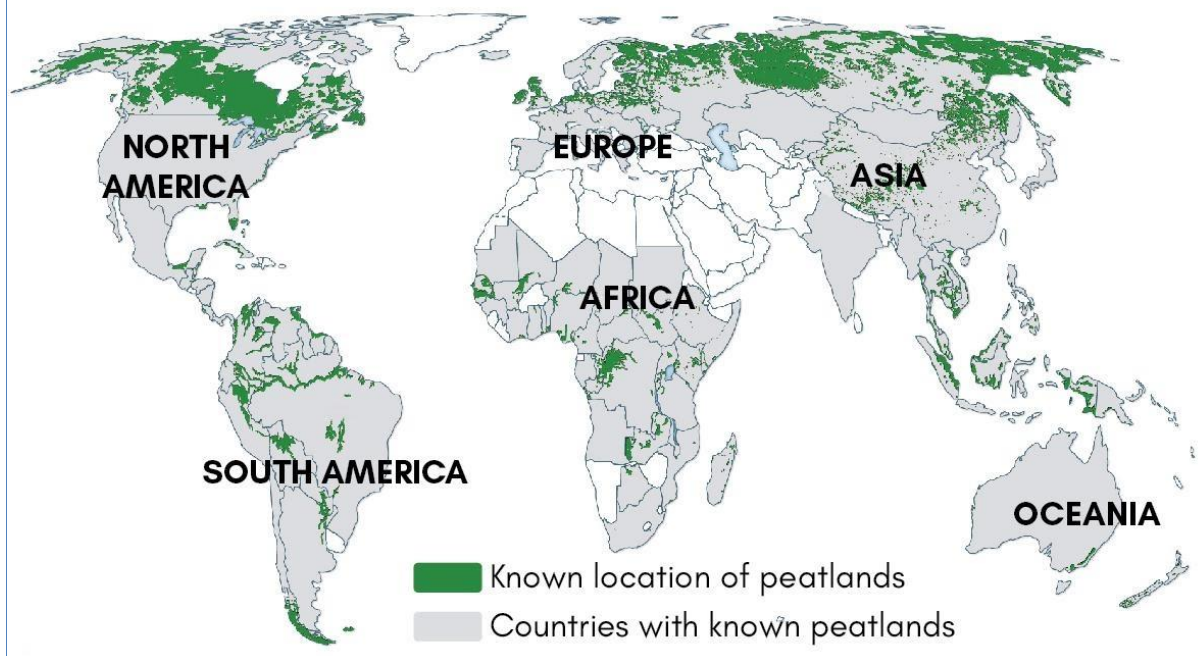 NORTH
AMERICA
EUROPE
ASIA
AFRICA
SOUTH AMERICA
OCEANIA
Known location of peatlands
Countries with known peatlands